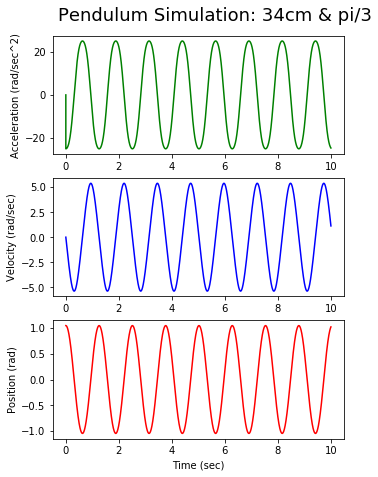 Pendulum Simulation: 34cm & pi/3
Acceleration (rad/sec^2)
20
0
−20
0 2 4 6 8 10
Velocity (rad/sec)
5.0
2.5
0.0
−2.5
−5.0
0 2 4 6 8 10
Position (rad)
1.0
0.5
0.0
−0.5
−1.0
0 2 4 6 8 10
Time (sec)